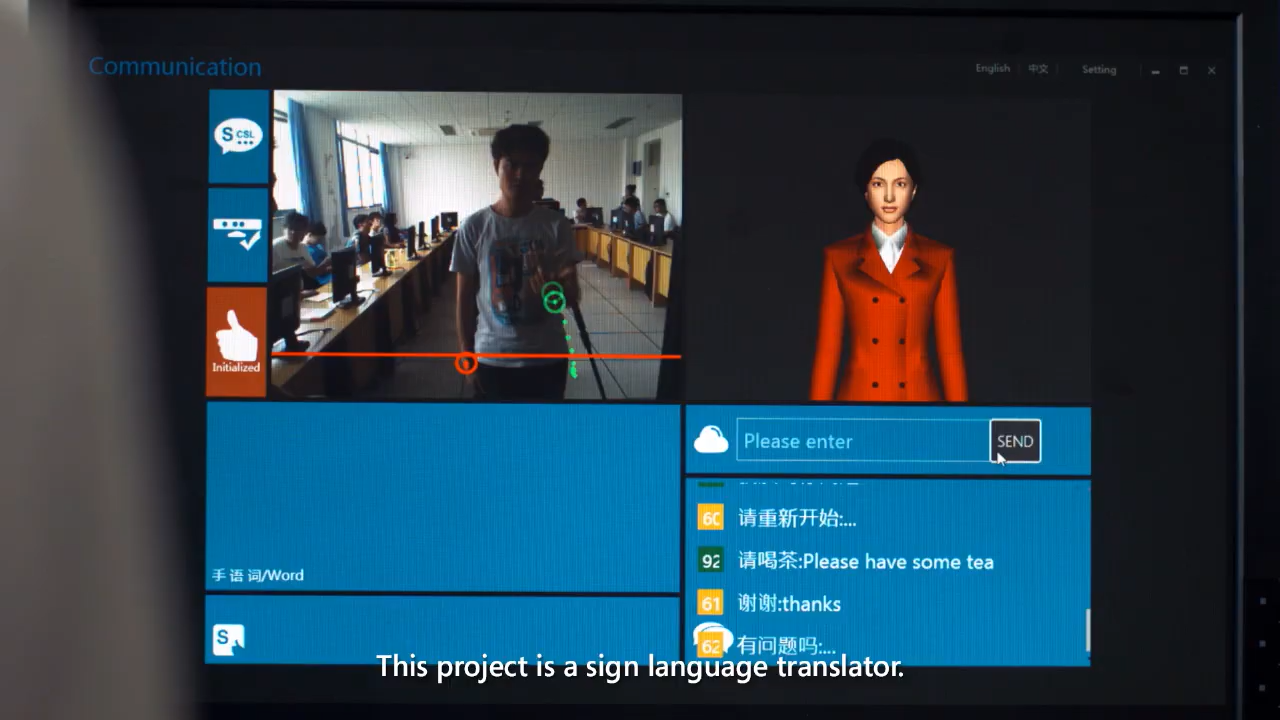 Communication
English
中文
Setting
S CSL
Initialized
Please enter
SEND
60 请重新开始:...
92 请喝茶:Please have some tea
61 谢谢:thanks
62 有问题吗:...
手语词/Word
S
This project is a sign language translator.